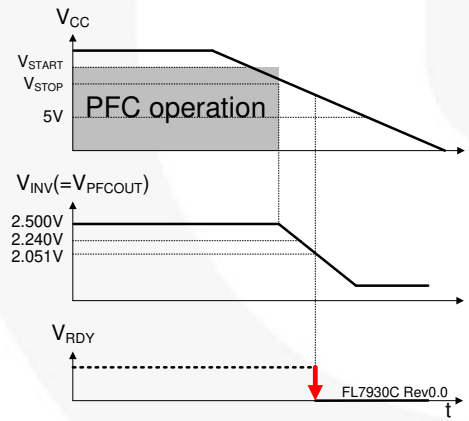 VCC
VSTART
VSTOP
5V
PFC operation
VINV(=VPFCOUT)
2.500V
2.240V
2.051V
VRDY
FL7930C Rev0.0
t